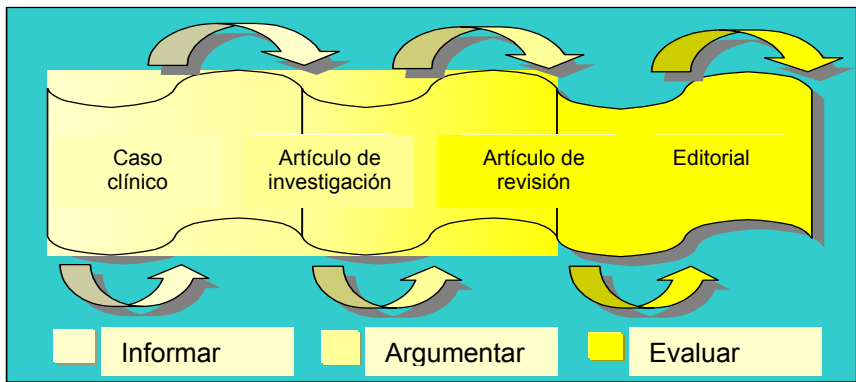 Caso
clínico
Artículo de
investigación
Artículo de
revisión
Editorial
Informar
Argumentar
Evaluar